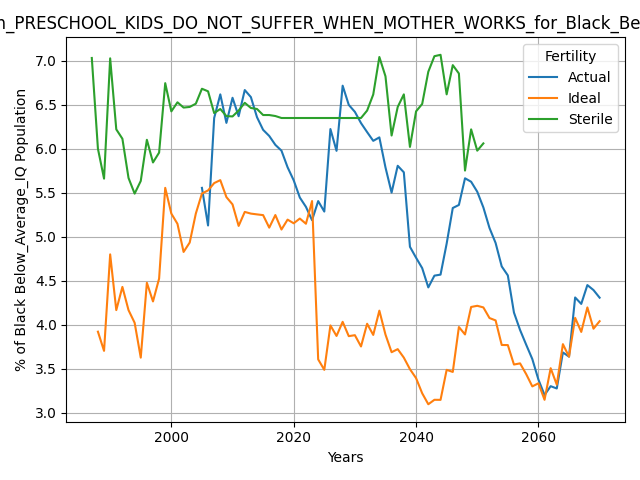 n_PRESCHOOL_KIDS_DO_NOT_SUFFER_WHEN_MOTHER_WORKS_for_Black_Be
% of Black Below_Average_IQ Population
7.0
6.5
6.0
5.5
5.0
4.5
4.0
3.5
3.0
Fertility
Actual
Ideal
Sterile
2000 2020 2040 2060
Years